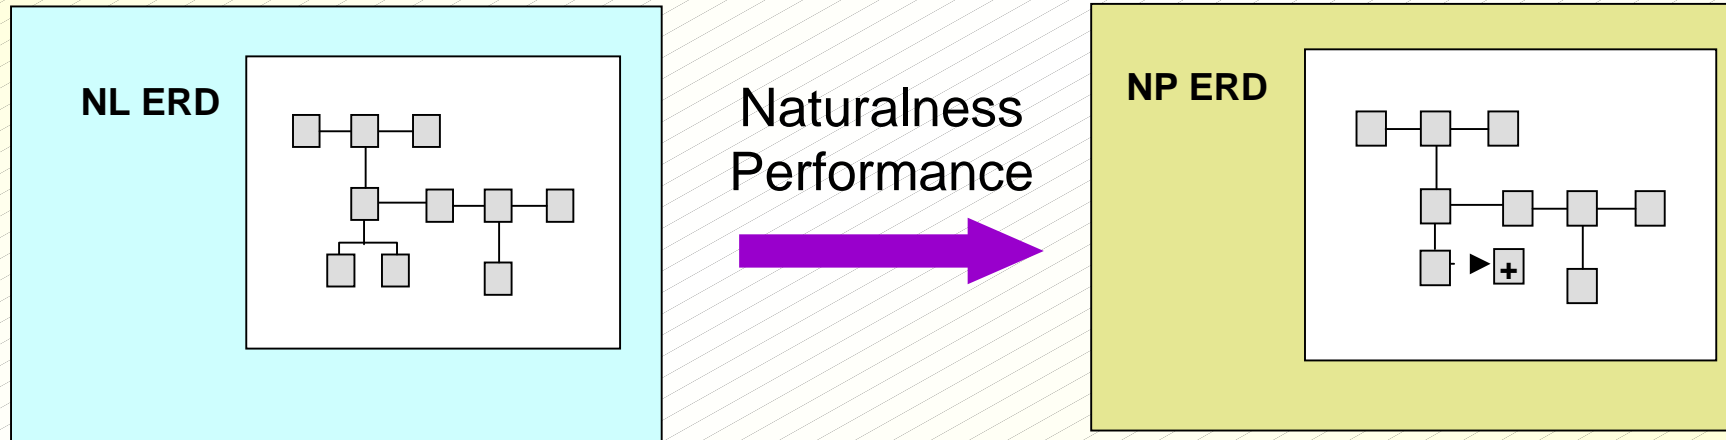 NL ERD
Naturalness
Performance
NP ERD
+